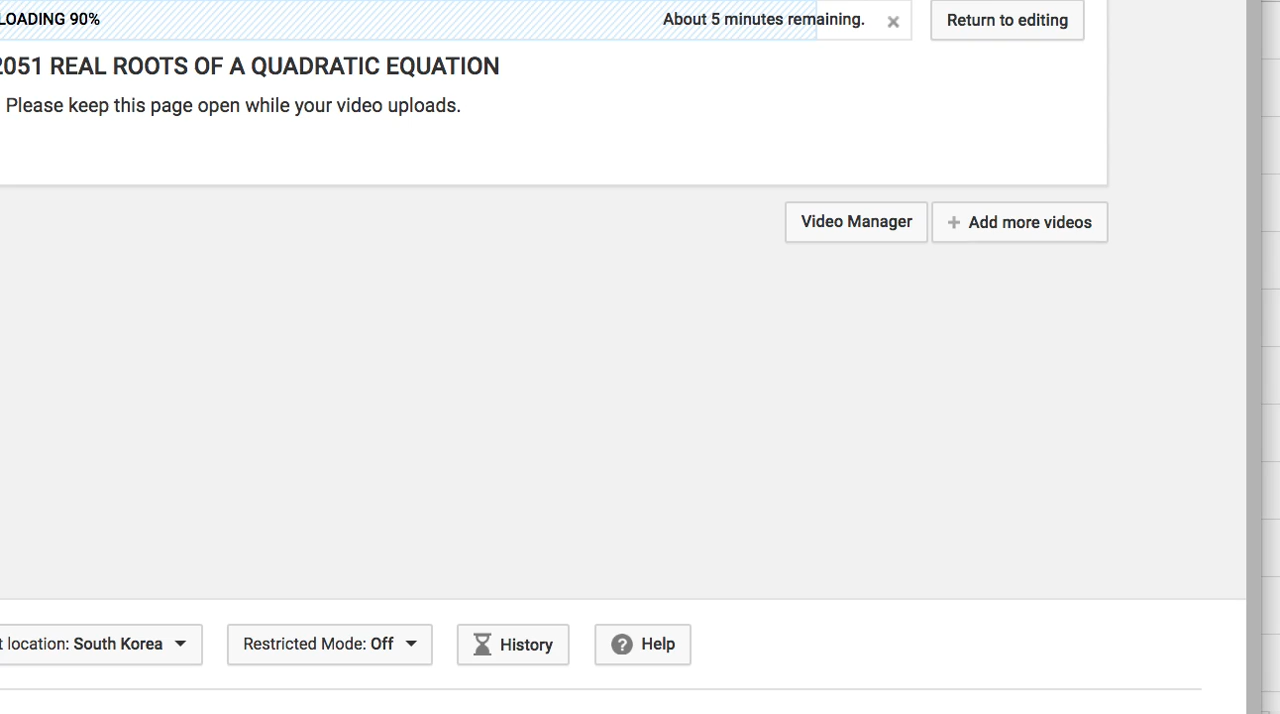 LOADING 90% About 5 minutes remaining. × Return to editing
2051 REAL ROOTS OF A QUADRATIC EQUATION
Please keep this page open while your video uploads.
Video Manager + Add more videos
t location: South Korea Restricted Mode: Off History ? Help